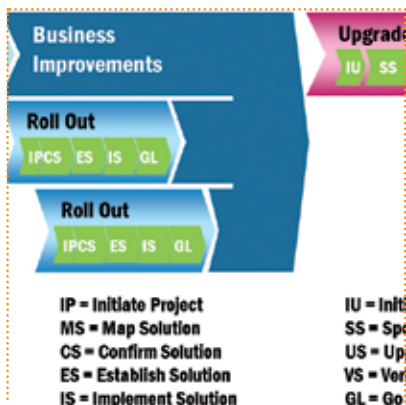 Business
Improvements
Upgrade
IU SS
Roll Out
IPCS ES IS GL
Roll Out
IPCS ES IS GL
IP = Initiate Project
MS = Map Solution
CS = Confirm Solution
ES = Establish Solution
IS = Implement Solution
IU = Initi
SS = Spe
US = Up
VS = Ver
GL = Go